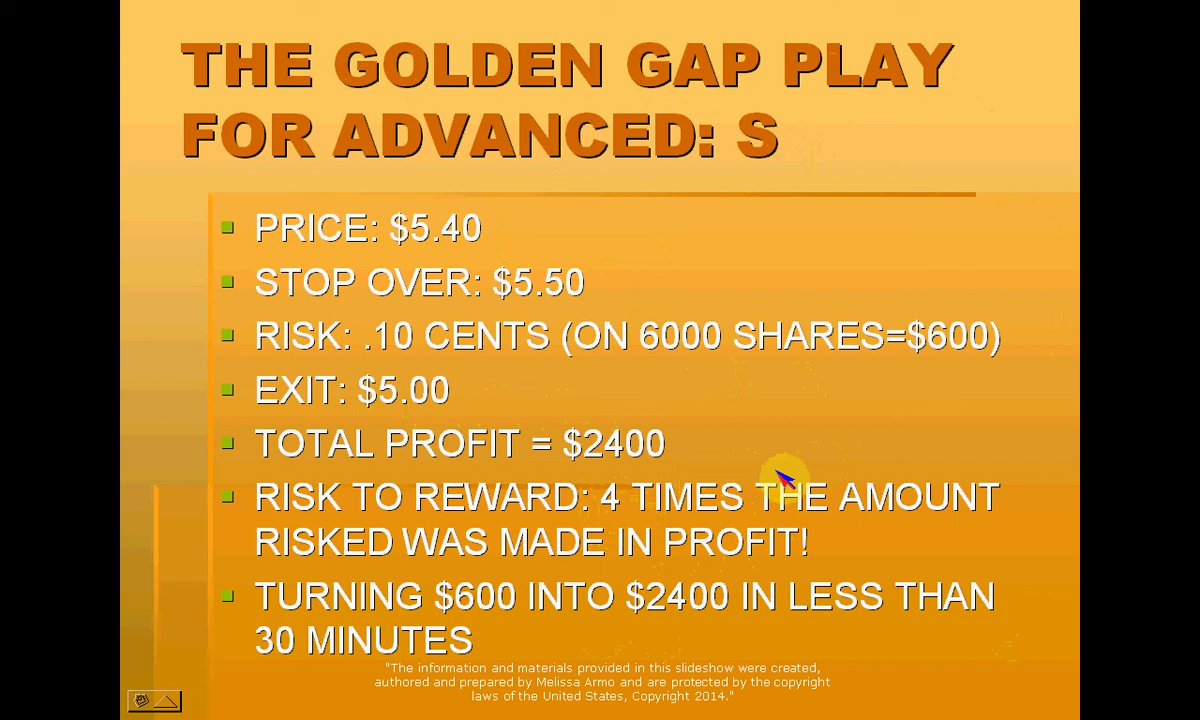 THE GOLDEN GAP PLAY
FOR ADVANCED: S
PRICE: $5.40
STOP OVER: $5.50
RISK: .10 CENTS (ON 6000 SHARES=$600)
EXIT: $5.00
TOTAL PROFIT = $2400
RISK TO REWARD: 4 TIMES THE AMOUNT
RISKED WAS MADE IN PROFIT!
TURNING $600 INTO $2400 IN LESS THAN
30 MINUTES
"The information and materials provided in this slideshow were created,
authored and prepared by Melissa Armo and are protected by the copyright
laws of the United States, Copyright 2014."